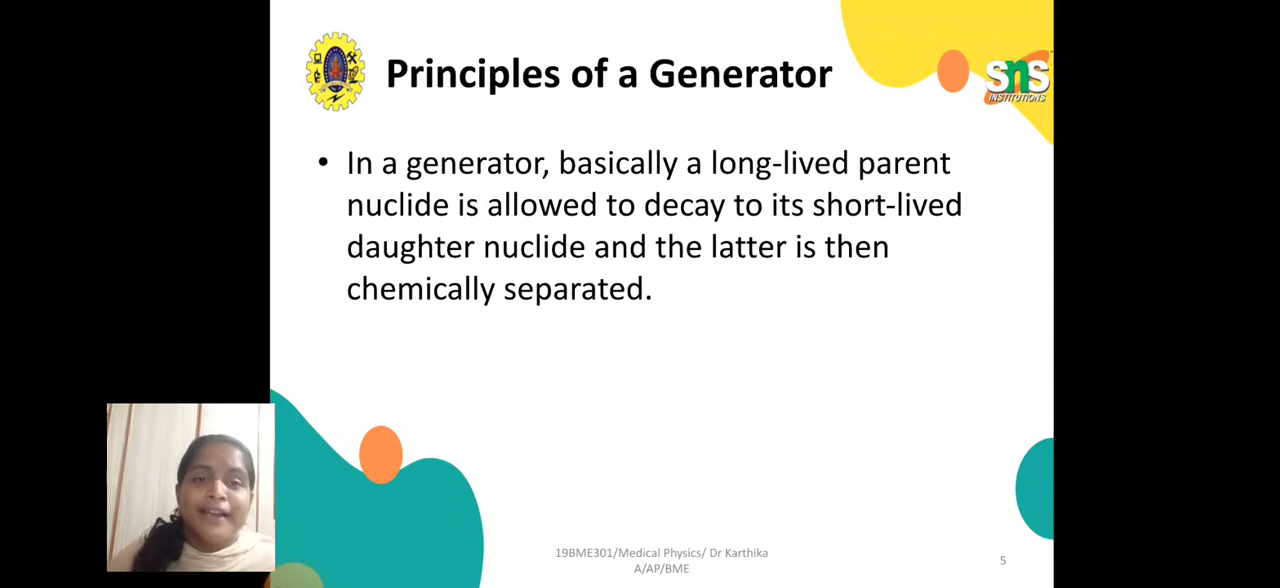 Principles of a Generator
SNS
INSTITUTIONS
• In a generator, basically a long-lived parent
nuclide is allowed to decay to its short-lived
daughter nuclide and the latter is then
chemically separated.
19BME301/Medical Physics/ Dr Karthika
A/AP/BME
5